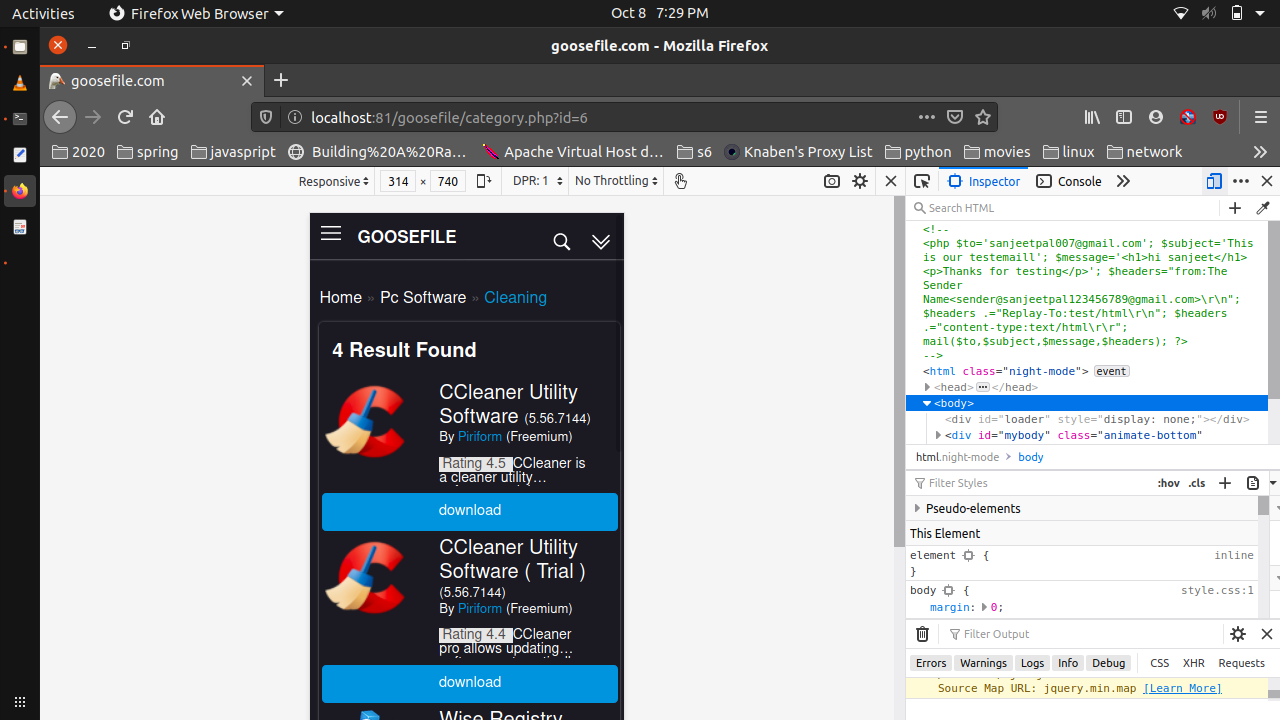 Activities
Firefox Web Browser
Oct 8 7:29 PM
goosefile.com - Mozilla Firefox
goosefile.com
localhost:81/goosefile/category.php?id=6
2020
spring
javascript
Building%20A%20Ra…
Apache Virtual Host d…
s6
Knaben's Proxy List
python
movies
linux
network
Responsive
314 × 740
DPR: 1
No Throttling
Inspector
Console
Search HTML
GOOSEFILE
Home » Pc Software » Cleaning
4 Result Found
CCleaner Utility
Software (5.56.7144)
By Piriform (Freemium)
Rating 4.5 CCleaner is
a cleaner utility…
download
CCleaner Utility
Software ( Trial )
(5.56.7144)
By Piriform (Freemium)
Rating 4.4 CCleaner
pro allows updating…
download
Wise Registry
<!--
<php $to='sanjeetpal007@gmail.com'; $subject='This
is our testemaill'; $message='<h1>hi sanjeet</h1>
<p>Thanks for testing</p>'; $headers="from:The
Sender
Name<sender@sanjeetpal123456789@gmail.com>\r\n";
$headers .="Replay-To:test/html\r\n"; $headers
.="content-type:text/html\r\r";
mail($to,$subject,$message,$headers); ?>
-->
<html class="night-mode"> event
<head>…</head>
<body>
<div id="loader" style="display: none;"></div>
<div id="mybody" class="animate-bottom"
html.night-mode > body
Filter Styles
:hov .cls
Pseudo-elements
This Element
element { inline
}
body { style.css:1
margin: 0;
Filter Output
Errors Warnings Logs Info Debug CSS XHR Requests
Source Map URL: jquery.min.map [Learn More]